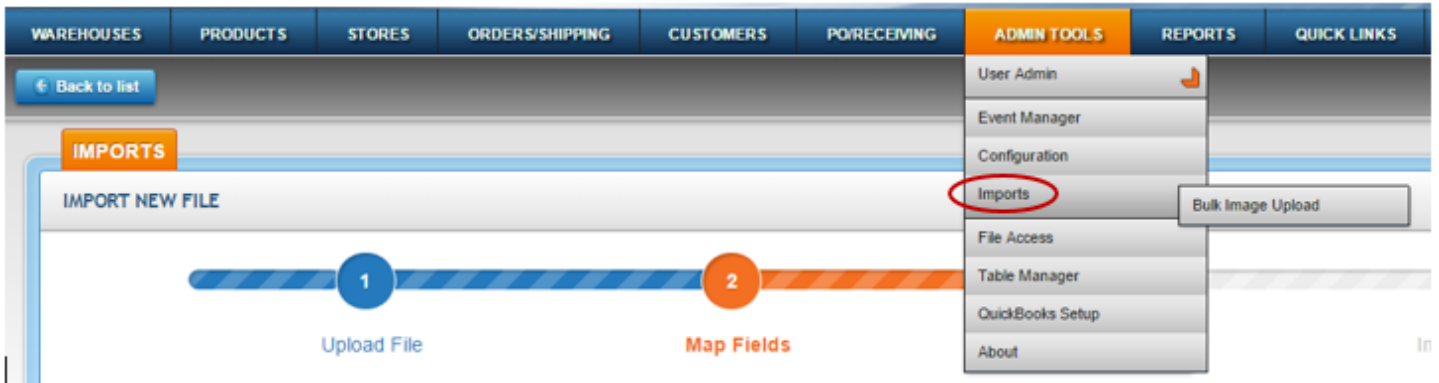 WAREHOUSES PRODUCTS STORES ORDERS/SHIPPING CUSTOMERS PO/RECEIVING ADMIN TOOLS REPORTS QUICK LINKS
Back to list
User Admin
Event Manager
IMPORTS
Configuration
IMPORT NEW FILE
Imports
Bulk Image Upload
File Access
1 2
Table Manager
QuickBooks Setup
Upload File Map Fields
About